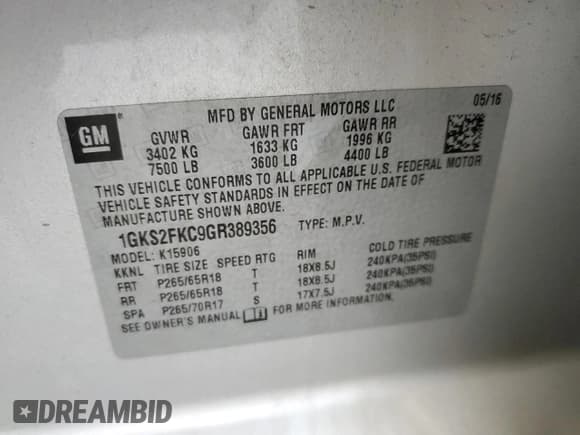 MFD BY GENERAL MOTORS LLC 05/16
GM GVWR GAWR FRT GAWR RR
3402 KG 1633 KG 1996 KG
7500 LB 3600 LB 4400 LB
THIS VEHICLE CONFORMS TO ALL APPLICABLE U.S. FEDERAL MOTOR
VEHICLE SAFETY STANDARDS IN EFFECT ON THE DATE OF
MANUFACTURE SHOWN ABOVE.
1GKS2FKC9GR389356 TYPE: M.P.V.
MODEL: K15906
KKNL TIRE SIZE SPEED RTG RIM COLD TIRE PRESSURE
FRT P265/65R18 T 18X8.5J 240KPA(35PSI)
RR P265/65R18 T 18X8.5J 240KPA(35PSI)
SPA P265/70R17 S 17X7.5J 240KPA(35PSI)
SEE OWNER'S MANUAL FOR MORE INFORMATION.
DREAMBID